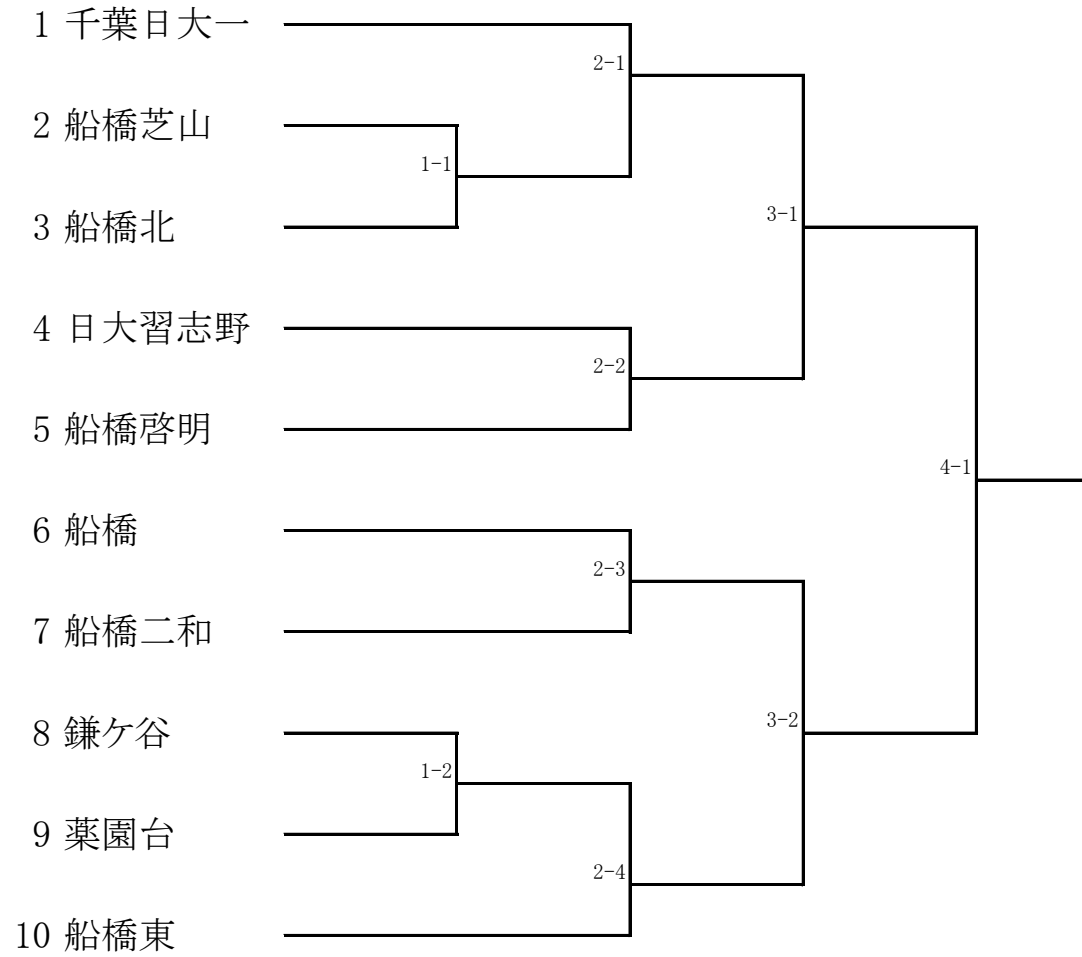 1 千葉日大一
2-1
2 船橋芝山
1-1
3 船橋北
3-1
4 日大習志野
2-2
5 船橋啓明
4-1
6 船橋
2-3
7 船橋二和
3-2
8 鎌ケ谷
1-2
9 薬園台
2-4
10 船橋東